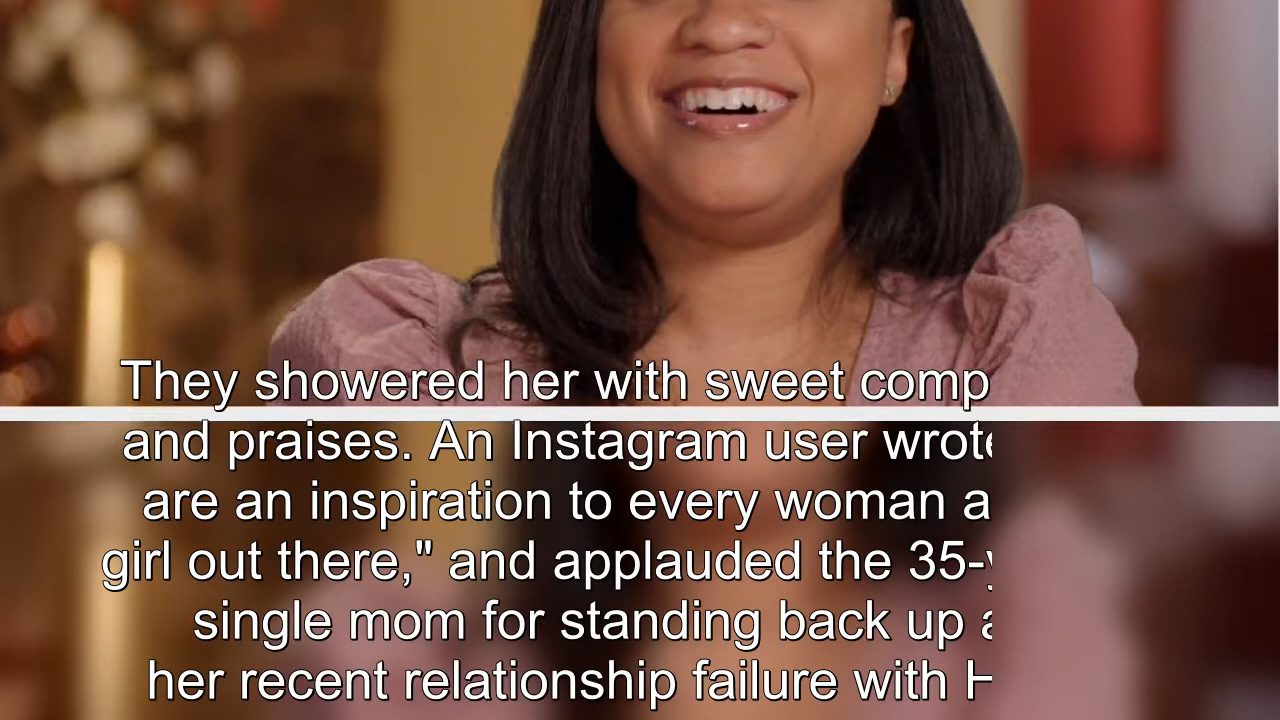 They showered her with sweet comp
and praises. An Instagram user wrote
are an inspiration to every woman a
girl out there," and applauded the 35-y
single mom for standing back up a
her recent relationship failure with H